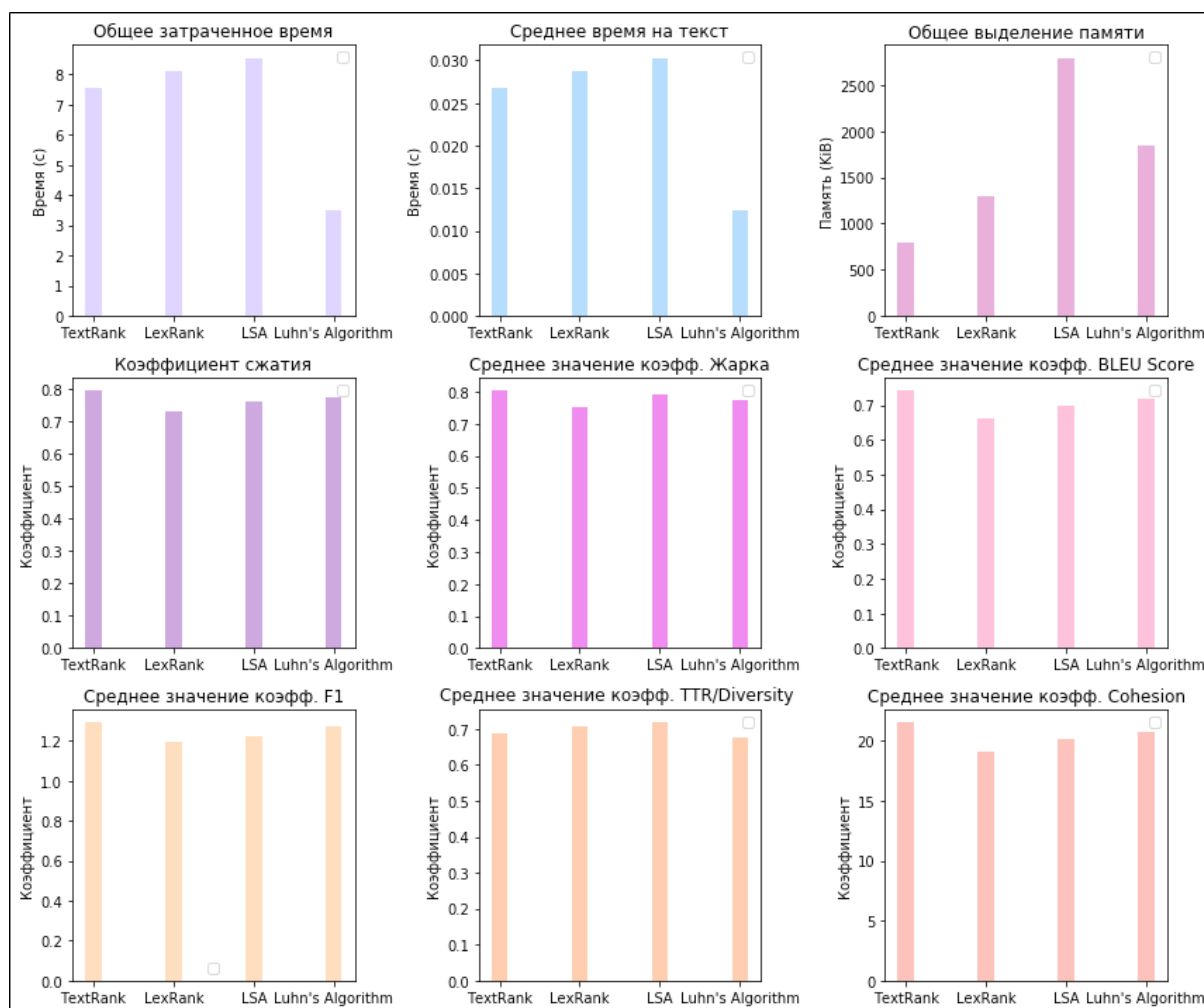 Общее затраченное время
Время (с)
8
7
6
5
4
3
2
1
0
TextRank LexRank LSA Luhn's Algorithm
Среднее время на текст
Время (с)
0.030
0.025
0.020
0.015
0.010
0.005
0.000
TextRank LexRank LSA Luhn's Algorithm
Общее выделение памяти
Память (KiB)
2500
2000
1500
1000
500
0
TextRank LexRank LSA Luhn's Algorithm
Коэффициент сжатия
Коэффициент
0.8
0.7
0.6
0.5
0.4
0.3
0.2
0.1
0.0
TextRank LexRank LSA Luhn's Algorithm
Среднее значение коэфф. Жарка
Коэффициент
0.8
0.7
0.6
0.5
0.4
0.3
0.2
0.1
0.0
TextRank LexRank LSA Luhn's Algorithm
Среднее значение коэфф. BLEU Score
Коэффициент
0.7
0.6
0.5
0.4
0.3
0.2
0.1
0.0
TextRank LexRank LSA Luhn's Algorithm
Среднее значение коэфф. F1
Коэффициент
1.2
1.0
0.8
0.6
0.4
0.2
0.0
TextRank LexRank LSA Luhn's Algorithm
Среднее значение коэфф. TTR/Diversity
Коэффициент
0.7
0.6
0.5
0.4
0.3
0.2
0.1
0.0
TextRank LexRank LSA Luhn's Algorithm
Среднее значение коэфф. Cohesion
Коэффициент
20
15
10
5
0
TextRank LexRank LSA Luhn's Algorithm